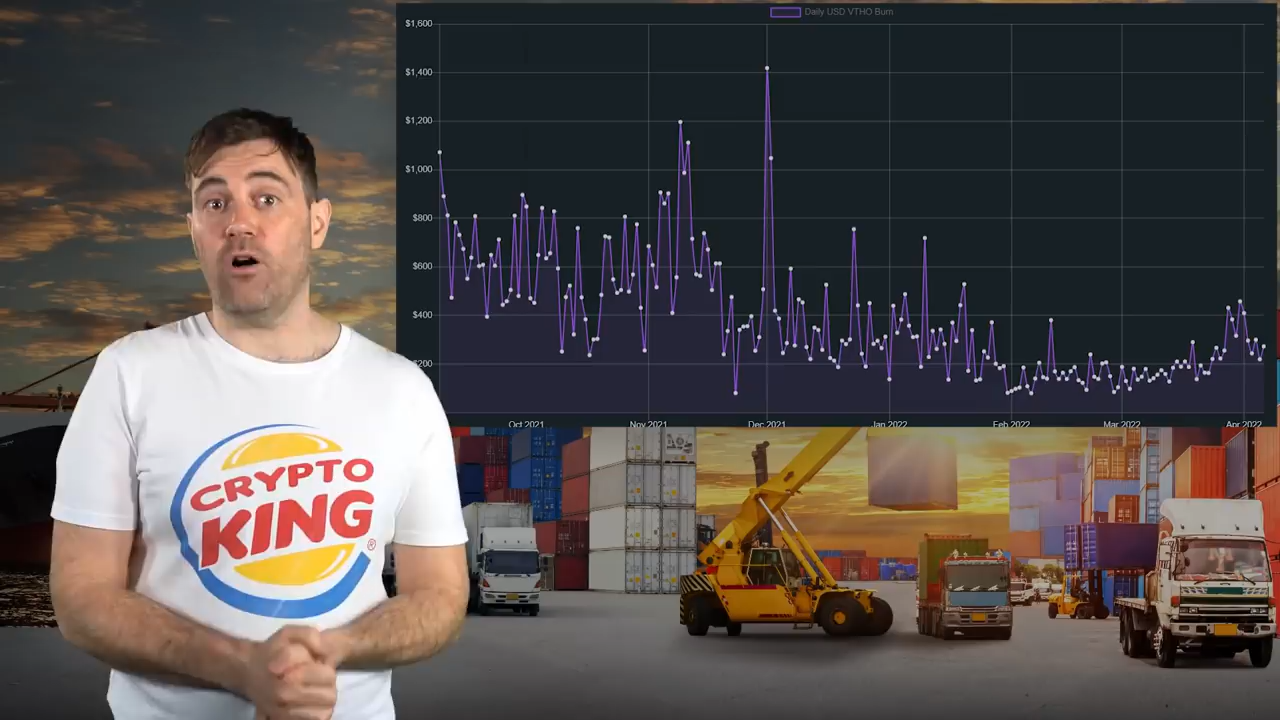 Daily USD VTHO Burn
$1,600
$1,400
$1,200
$1,000
$800
$600
$400
$200
Oct 2021
Nov 2021
Dec 2021
Jan 2022
Feb 2022
Mar 2022
Apr 2022
CRYPTO
KING
®